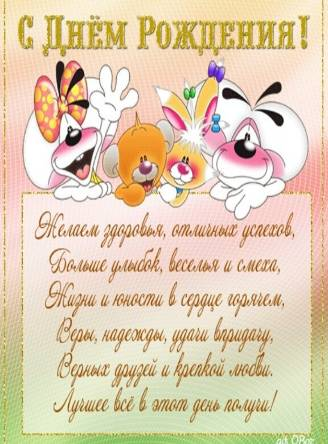 С Днём Рождения!
Желаем здоровья, отличных успехов,
Больше улыбок, веселья и смеха,
Жизни и юности в сердце горячем,
Веры, надежды, удачи впридачу,
Верных друзей и крепкой любви.
Лучшее всё в этот день получи!